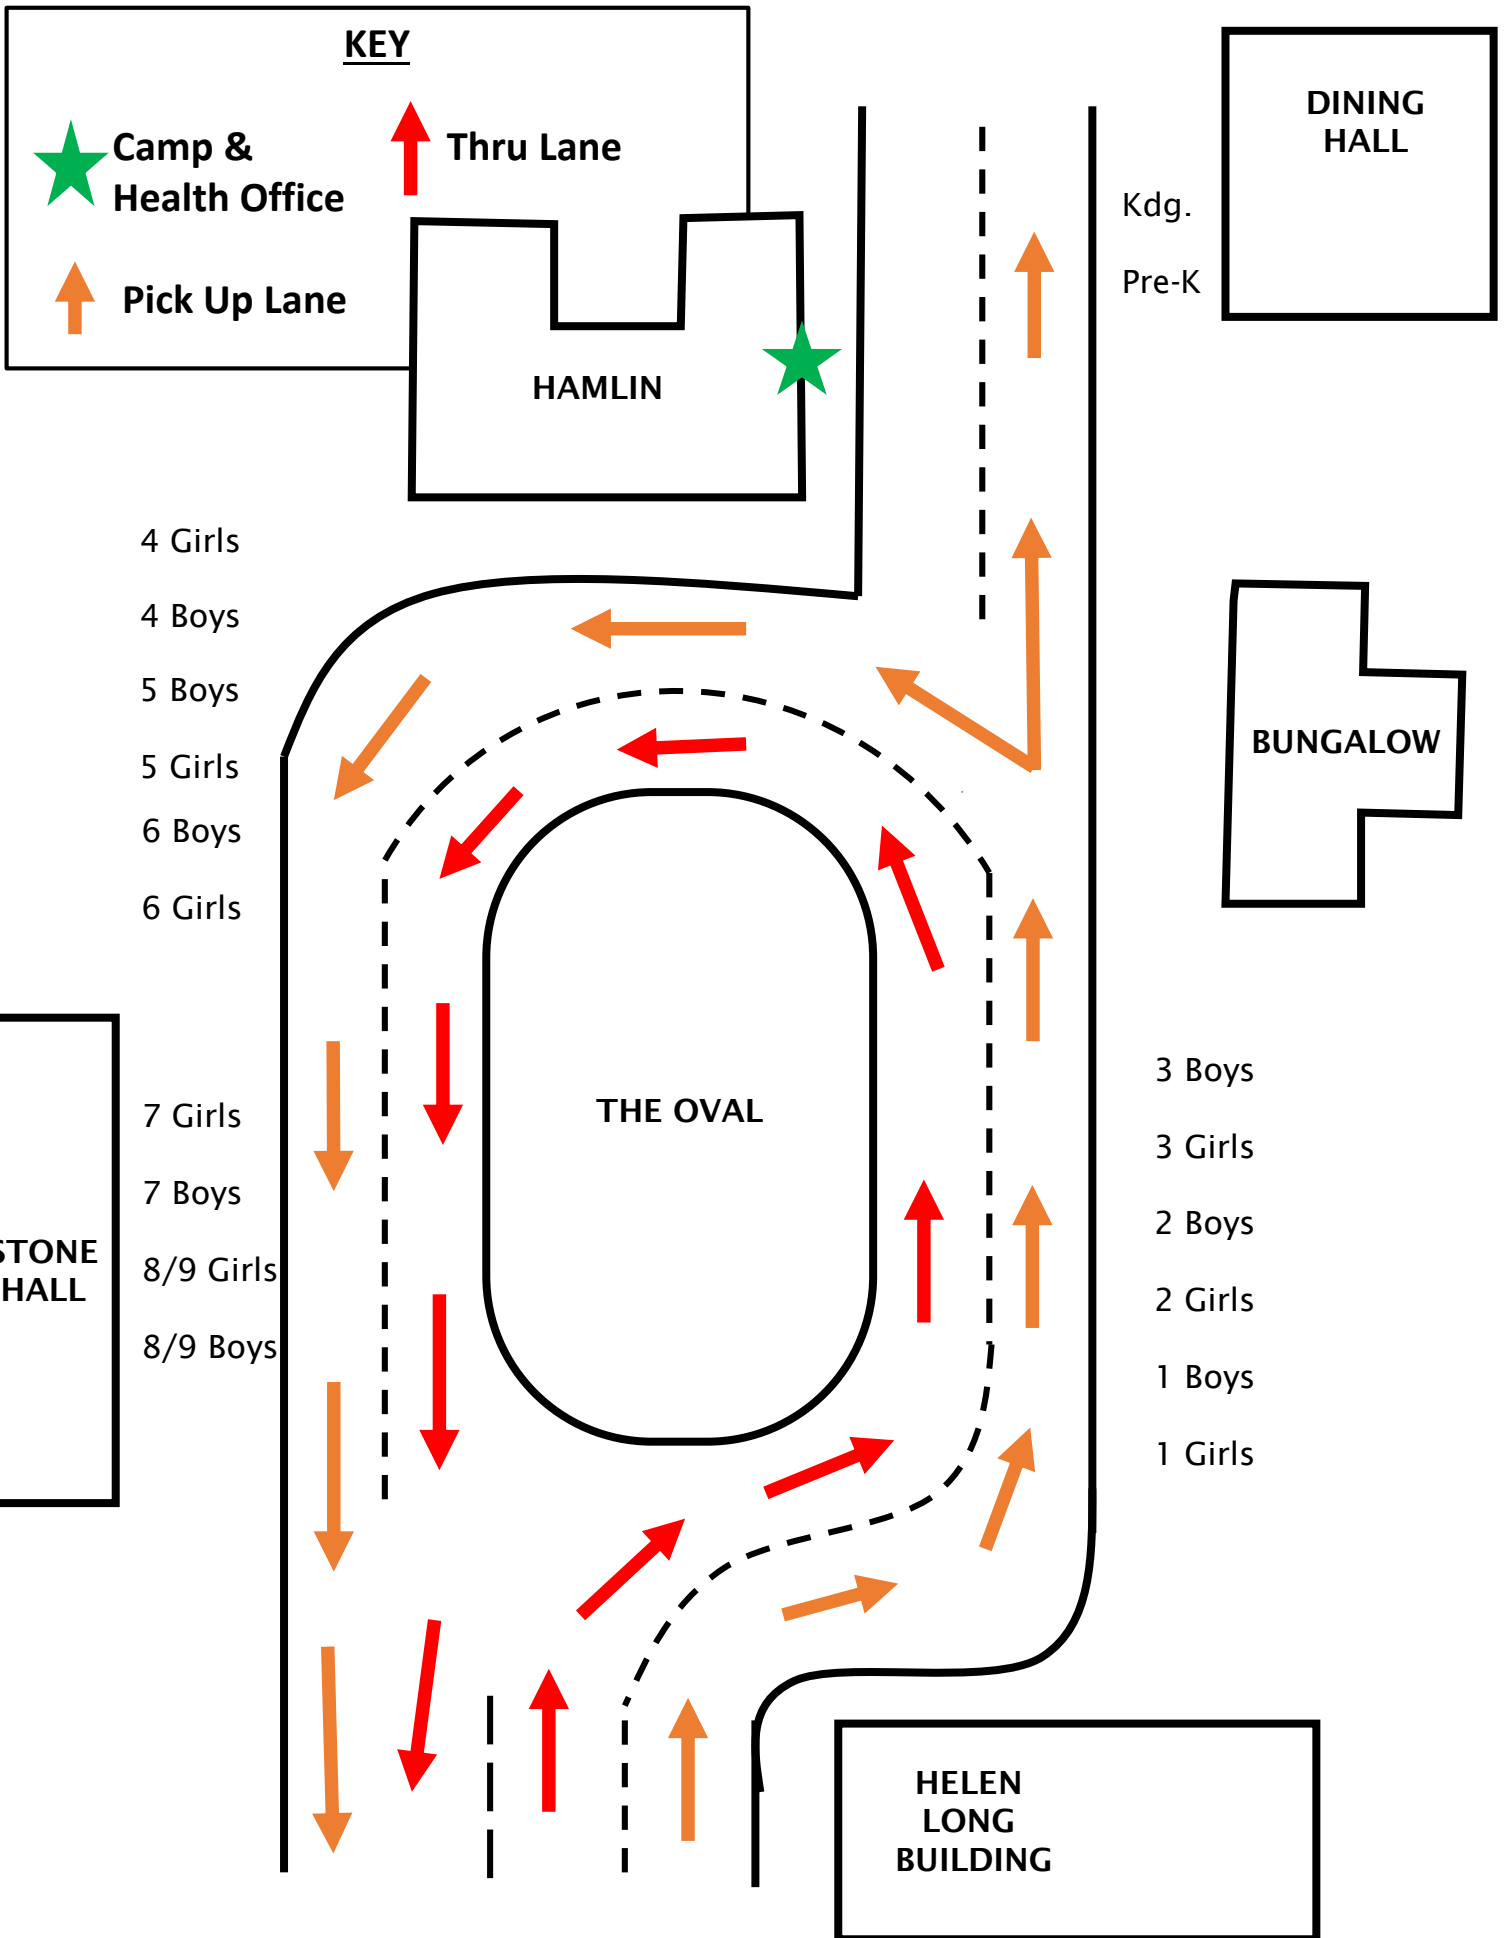 KEY
Camp &
Health Office
Thru Lane
Pick Up Lane
DINING
HALL
Kdg.
Pre-K
HAMLIN
4 Girls
4 Boys
5 Boys
5 Girls
6 Boys
6 Girls
BUNGALOW
THE OVAL
7 Girls
7 Boys
8/9 Girls
8/9 Boys
STONE
HALL
3 Boys
3 Girls
2 Boys
2 Girls
1 Boys
1 Girls
HELEN
LONG
BUILDING